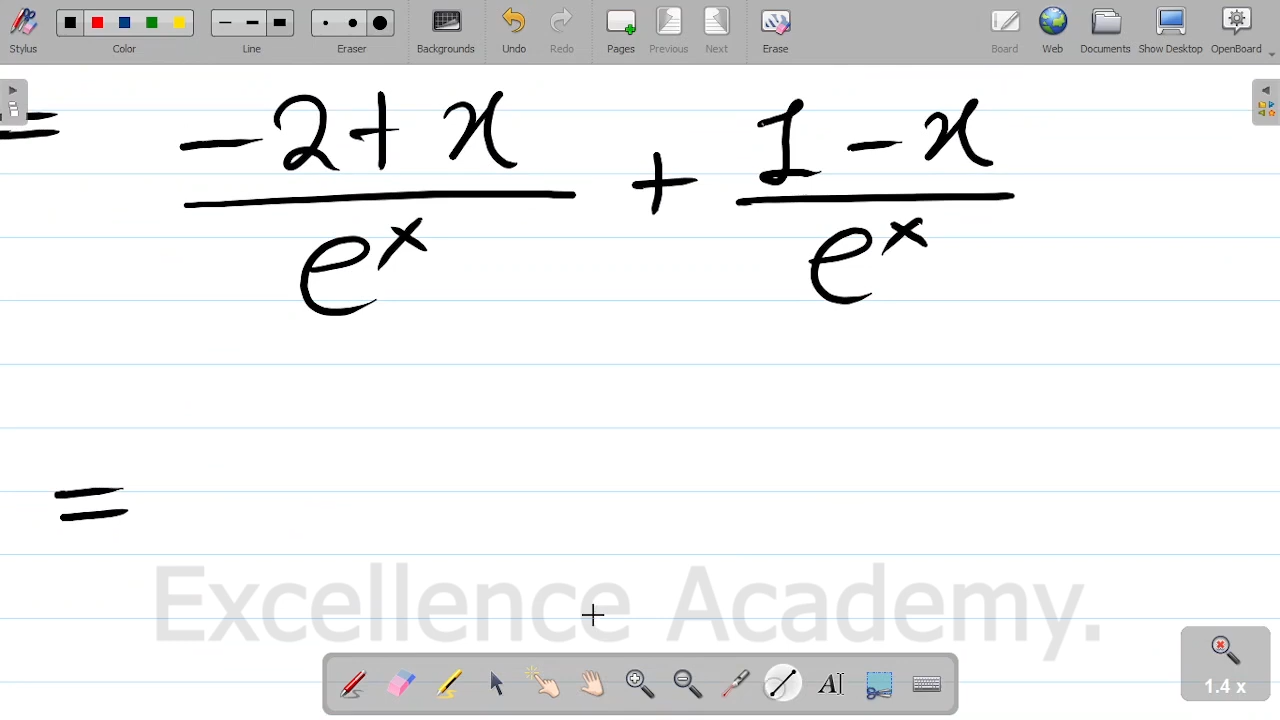 Stylus Color Line Eraser Backgrounds Undo Redo Pages Previous Next Erase Board Web Documents Show Desktop OpenBoard
= (-2 + x)/e^x + (1 - x)/e^x
=
Excellence Academy.
1.4 x